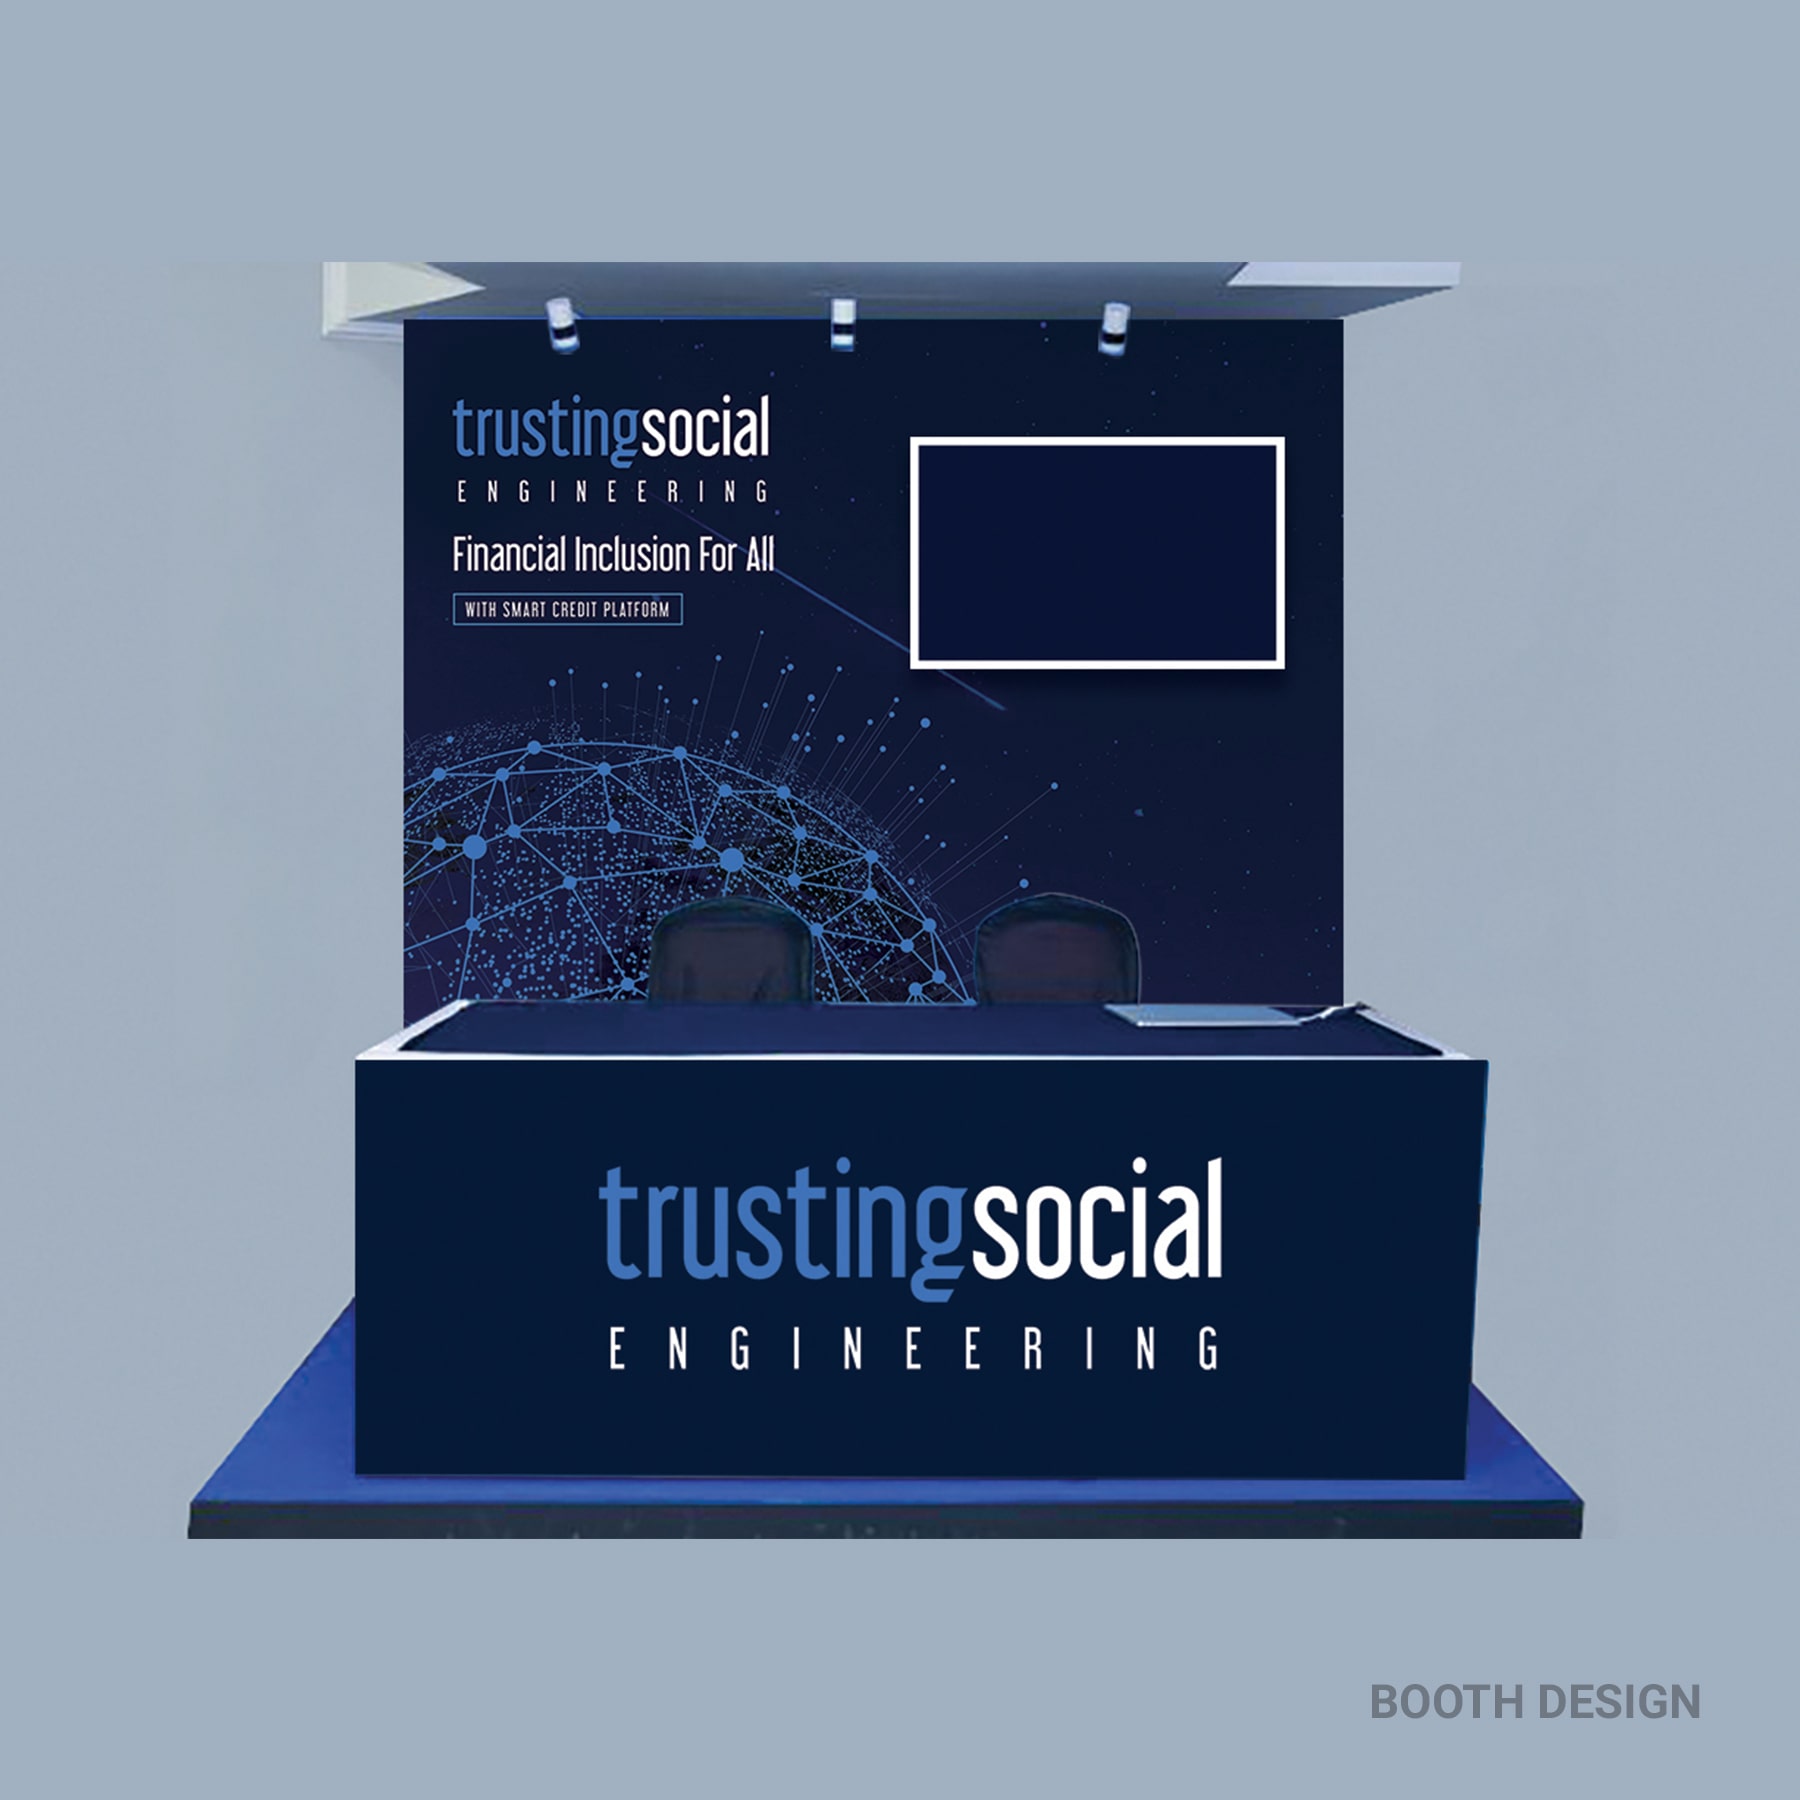 trustingsocial
ENGINEERING
Financial Inclusion For All
WITH SMART CREDIT PLATFORM
trustingsocial
ENGINEERING
BOOTH DESIGN